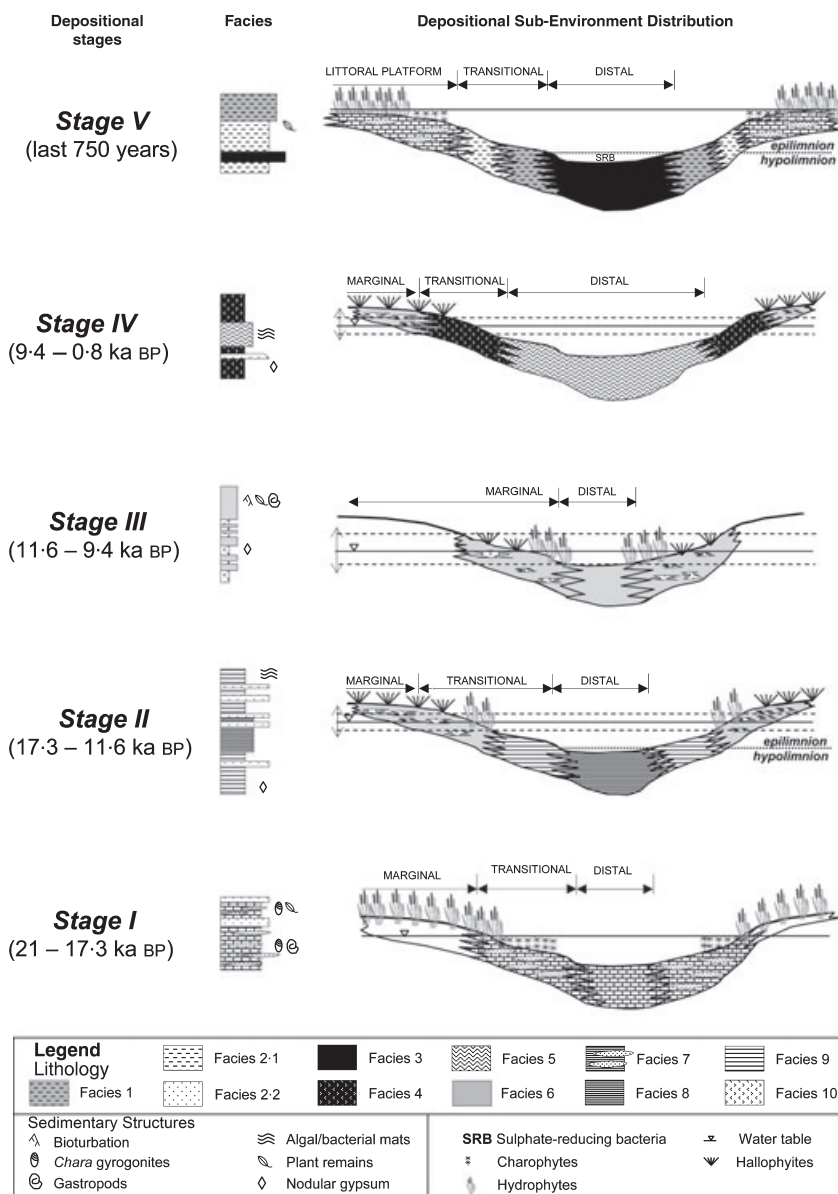 Depositional stages
Facies
Depositional Sub-Environment Distribution
Stage V
(last 750 years)
LITTORAL PLATFORM
TRANSITIONAL
DISTAL
SRB
epilimnion
hypolimnion
Stage IV
(9·4 – 0·8 ka BP)
MARGINAL
TRANSITIONAL
DISTAL
Stage III
(11·6 – 9·4 ka BP)
MARGINAL
DISTAL
Stage II
(17·3 – 11·6 ka BP)
MARGINAL
TRANSITIONAL
DISTAL
epilimnion
hypolimnion
Stage I
(21 – 17·3 ka BP)
MARGINAL
TRANSITIONAL
DISTAL
Legend
Lithology
Facies 1
Facies 2·1
Facies 2·2
Facies 3
Facies 4
Facies 5
Facies 6
Facies 7
Facies 8
Facies 9
Facies 10
Sedimentary Structures
Bioturbation
Chara gyrogonites
Gastropods
Algal/bacterial mats
Plant remains
Nodular gypsum
SRB Sulphate-reducing bacteria
Charophytes
Hydrophytes
Water table
Hallophytes